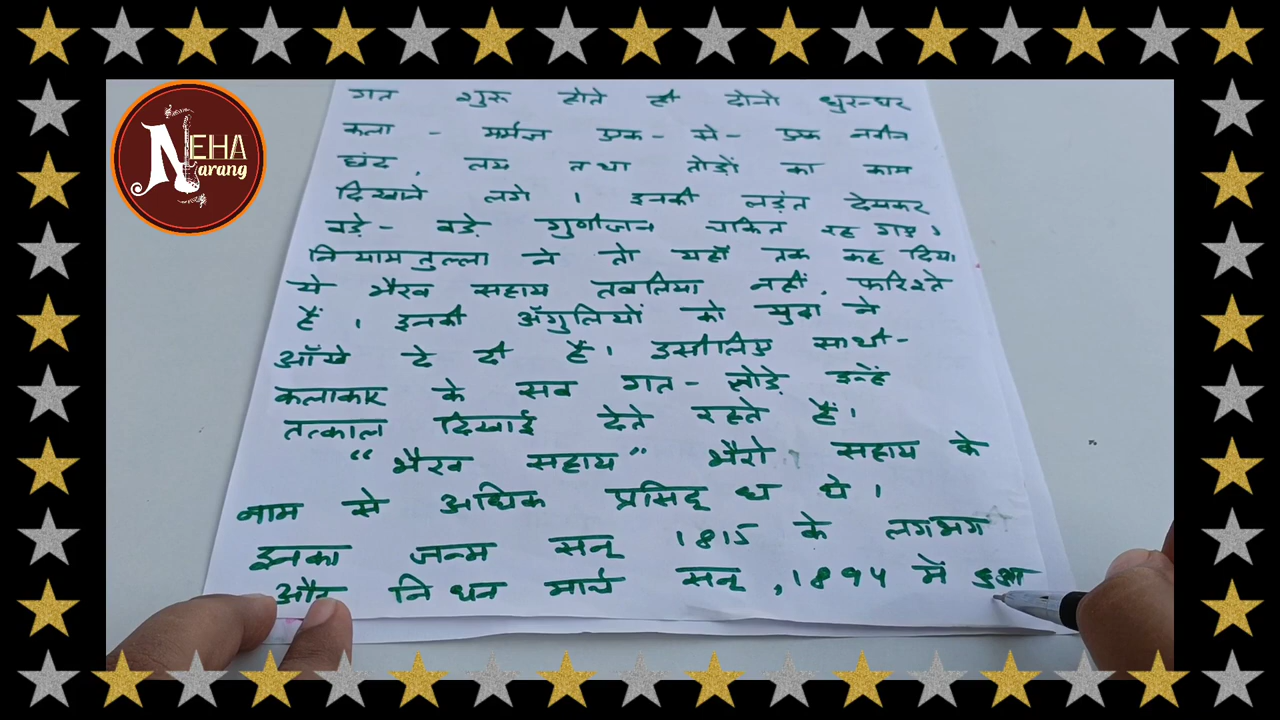 NEHA
Narang
गत शुरू होते ही दोनो धुरन्धर
कला - मर्मज्ञ एक - से - एक नवीन
छंद , लय तथा तोड़ों का काम
दिखाने लगे । इनकी लड़ंत देखकर
बड़े - बड़े गुणीजन चकित रह गए ।
नियामतुल्ला ने तो यहाँ तक कह दिया
ये भैरव सहाय तबलिया नहीं , फरिश्ते
हैं । इनकी अँगुलियों को खुदा ने
आँखे दे दी हैं । इसीलिए साथी-
कलाकार के सब गत - तोड़े इन्हें
तत्काल दिखाई देते रहते हैं ।
“ भैरव सहाय ” भैरो सहाय के
नाम से अधिक प्रसिद्ध थे ।
इनका जन्म सन् 1815 के लगभग
और निधन मार्च सन् , 1894 में हुआ